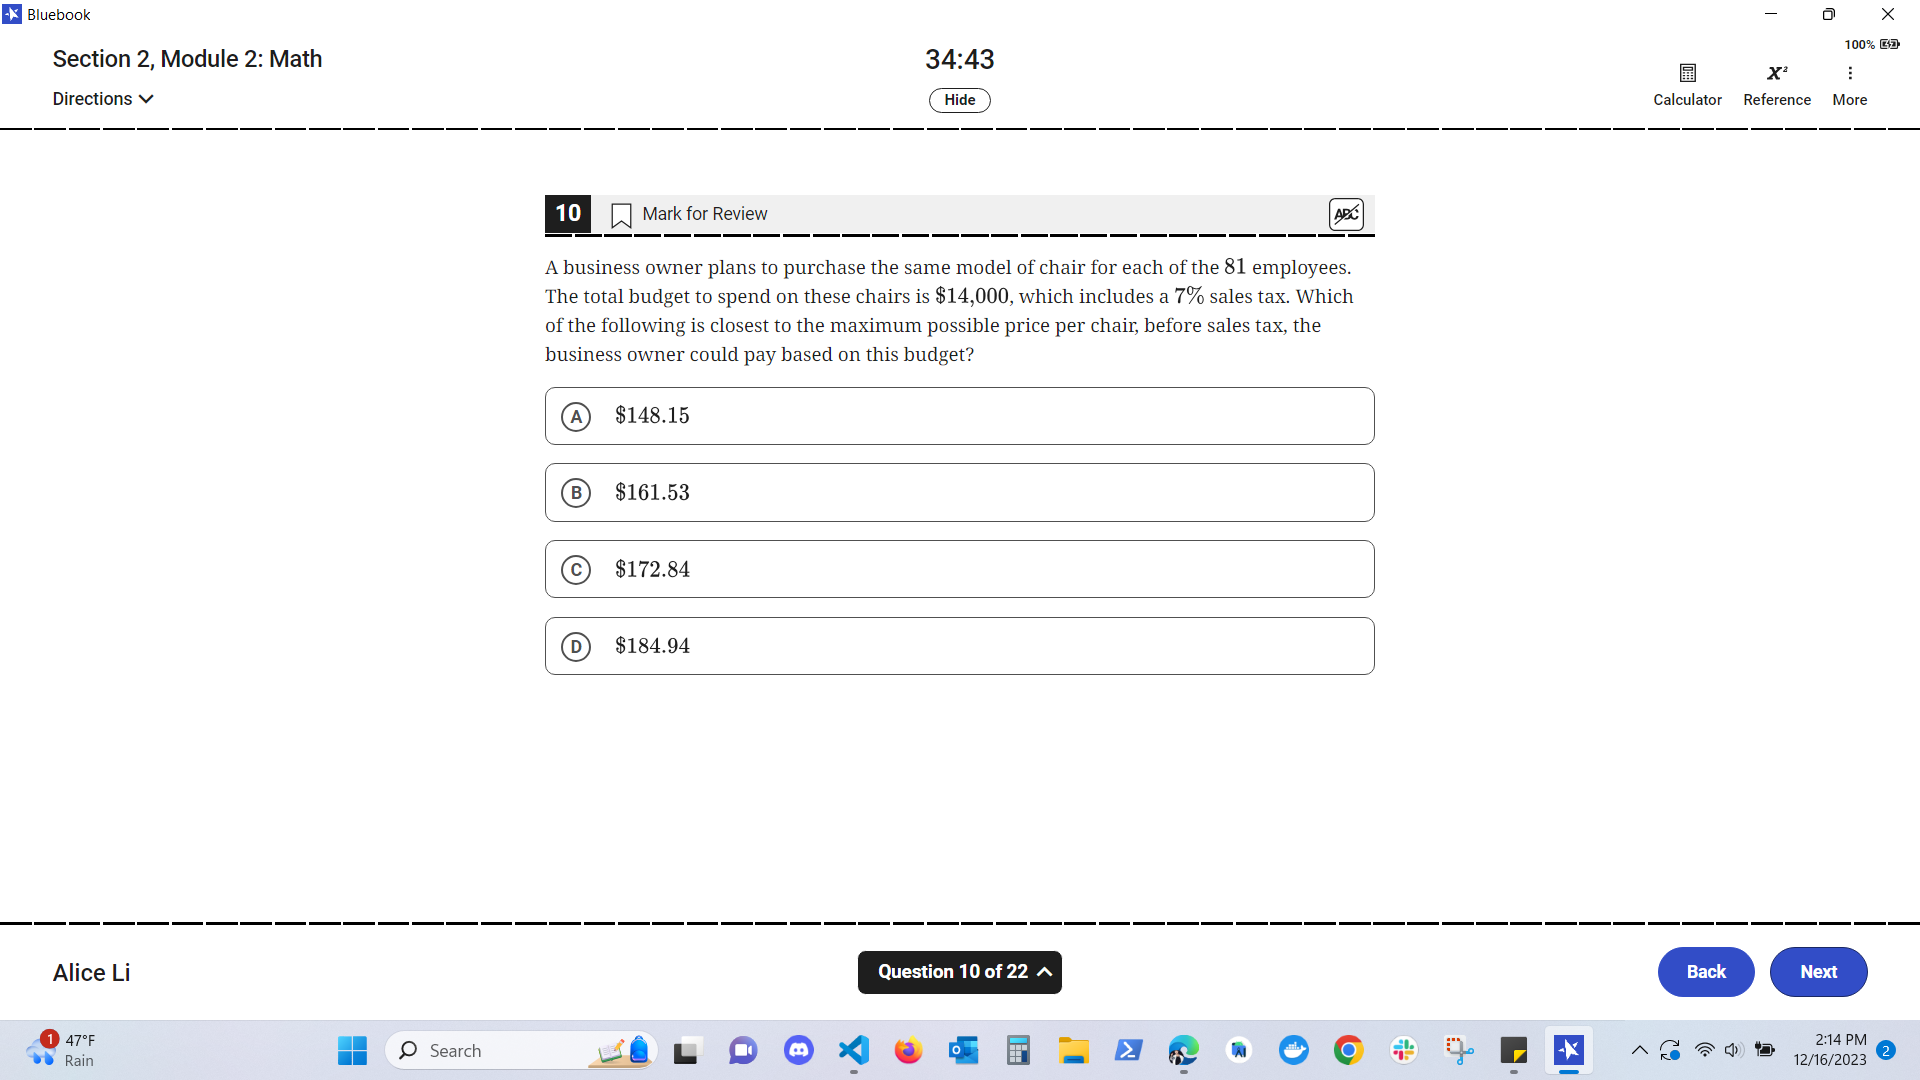 Bluebook
Section 2, Module 2: Math
34:43
100%
Directions
Hide
Calculator
Reference
More
10
Mark for Review
ABC
A business owner plans to purchase the same model of chair for each of the 81 employees.
The total budget to spend on these chairs is $14,000, which includes a 7% sales tax. Which
of the following is closest to the maximum possible price per chair, before sales tax, the
business owner could pay based on this budget?
A $148.15
B $161.53
C $172.84
D $184.94
Alice Li
Question 10 of 22
Back
Next
1
47°F
Rain
Search
2:14 PM
12/16/2023
2